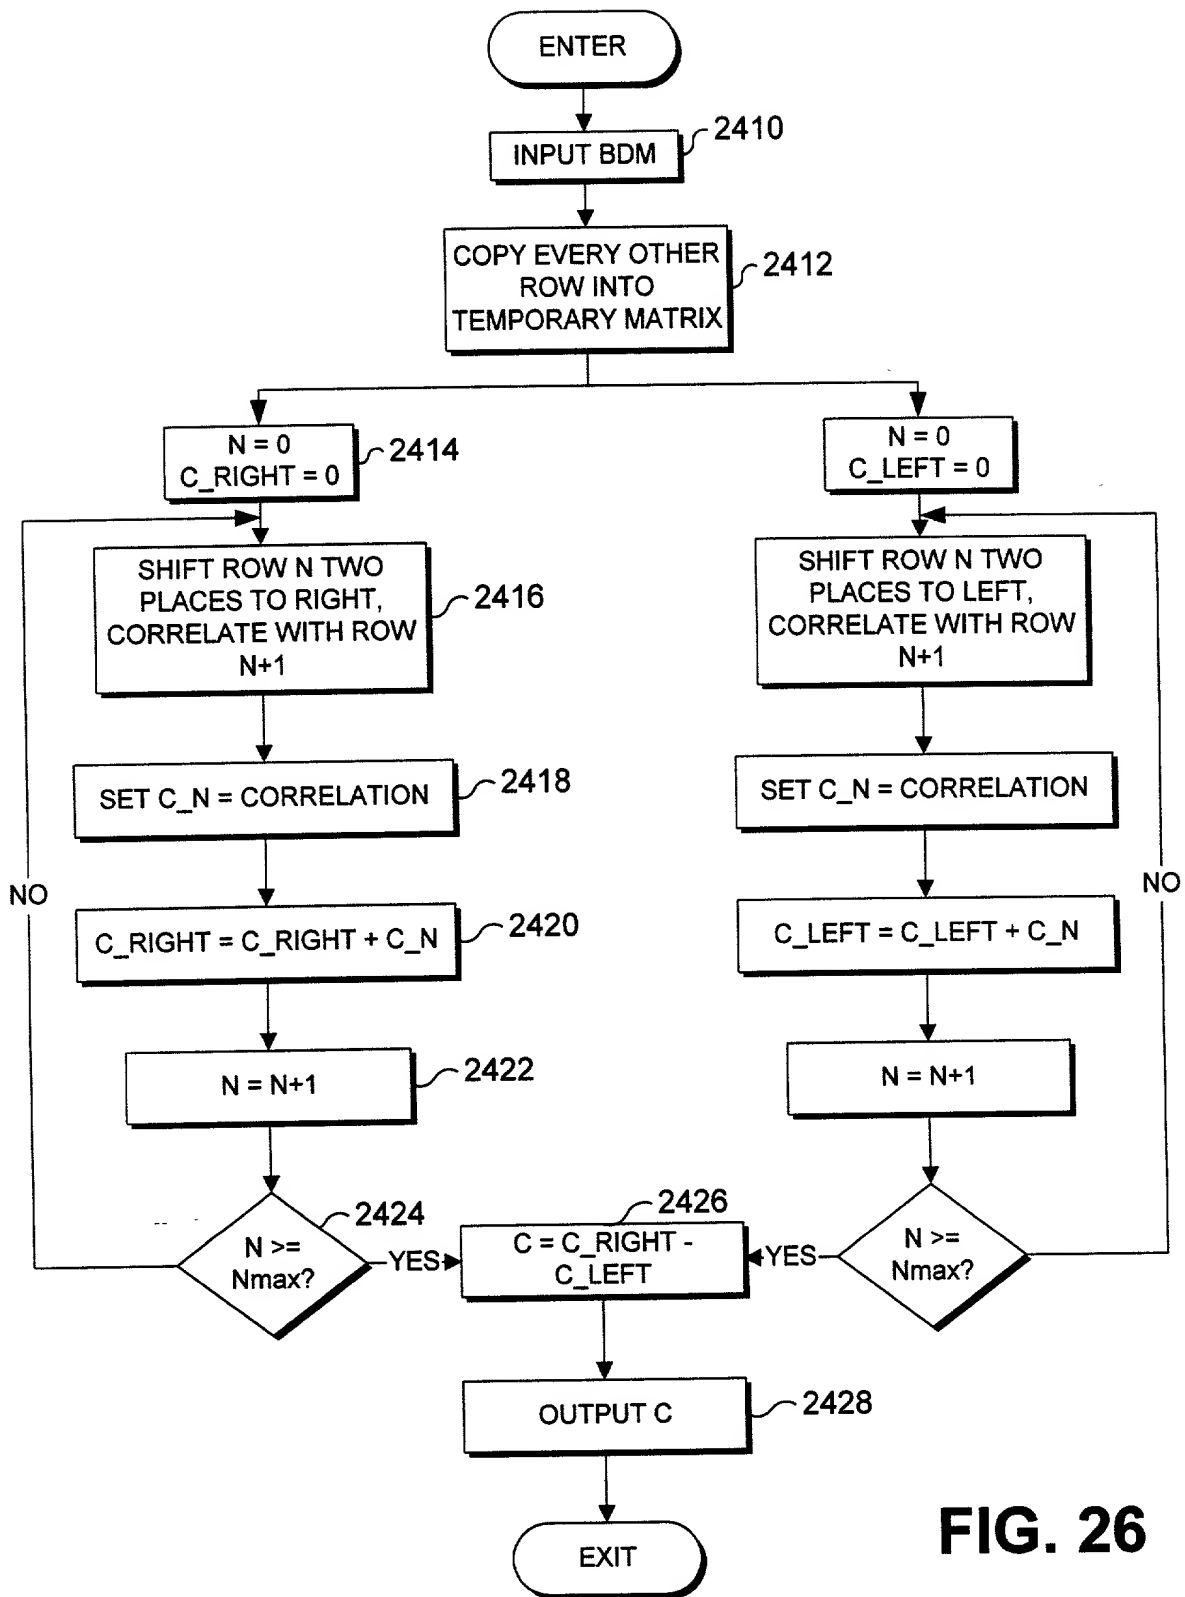 ENTER
2410
INPUT BDM
COPY EVERY OTHER
ROW INTO
TEMPORARY MATRIX
2412
N = 0
C_RIGHT = 0
2414
N = 0
C_LEFT = 0
SHIFT ROW N TWO
PLACES TO RIGHT,
CORRELATE WITH ROW
N+1
2416
SHIFT ROW N TWO
PLACES TO LEFT,
CORRELATE WITH ROW
N+1
SET C_N = CORRELATION
2418
SET C_N = CORRELATION
NO
NO
C_RIGHT = C_RIGHT + C_N
2420
C_LEFT = C_LEFT + C_N
N = N+1
2422
N = N+1
N >=
Nmax?
2424
YES
2426
C = C_RIGHT -
C_LEFT
YES
N >=
Nmax?
OUTPUT C
2428
EXIT
FIG. 26